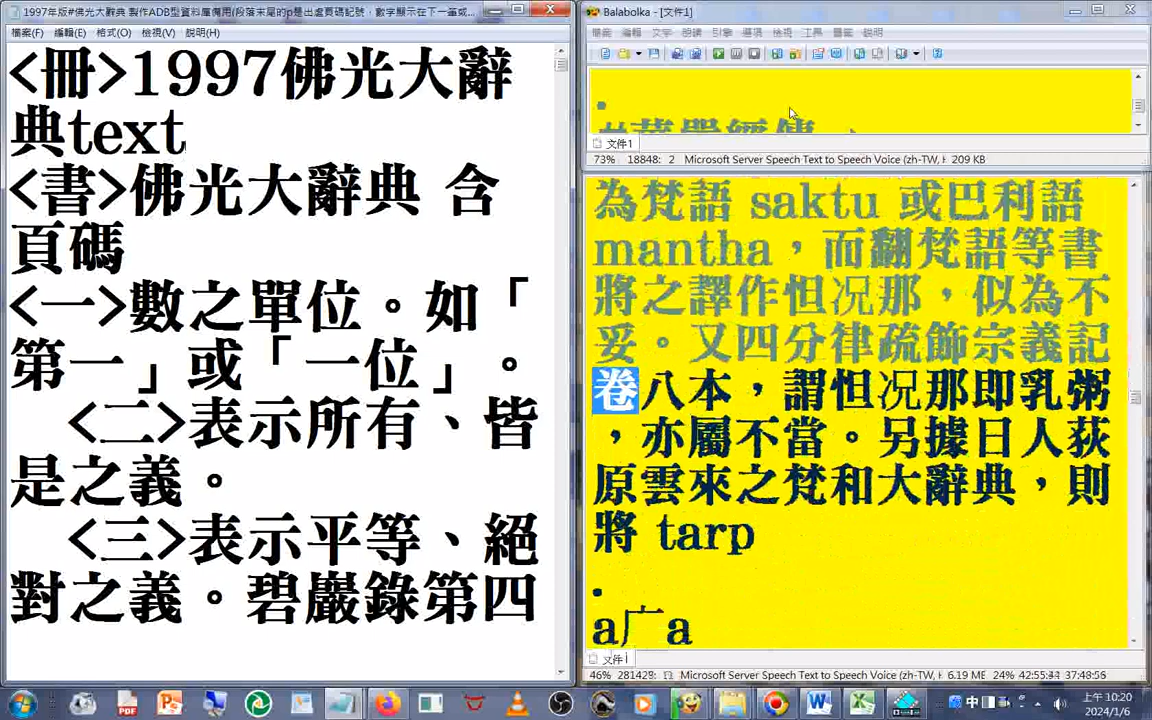 1997年版#佛光大辭典 製作ADB型資料庫備用(段落末尾的p是出處頁碼記號，數字顯示在下一筆或...
檔案(F) 編輯(E) 格式(O) 檢視(V) 說明(H)
<冊>1997佛光大辭
典text
<書>佛光大辭典 含
頁碼
<一>數之單位。如「
第一」或「一位」。
<二>表示所有、皆
是之義。
<三>表示平等、絕
對之義。碧巖錄第四
Balabolka - [文件1]
檔案 編輯 文字 朗讀 引擎 選項 檢視 工具 圖案 說明
#華嚴經傳
文件1
73% 18848: 2 Microsoft Server Speech Text to Speech Voice (zh-TW, H 209 KB
為梵語 saktu 或巴利語
mantha，而翻梵語等書
將之譯作怛況那，似為不
妥。又四分律疏飾宗義記
卷八本，謂怛況那即乳粥
，亦屬不當。另據日人荻
原雲來之梵和大辭典，則
將 tarp
a广a
文件1
46% 281429: Microsoft Server Speech Text to Speech Voice (zh-TW, H 6.19 ME 24% 42:55:44 37:48:56
中
上午 10:20
2024/1/6